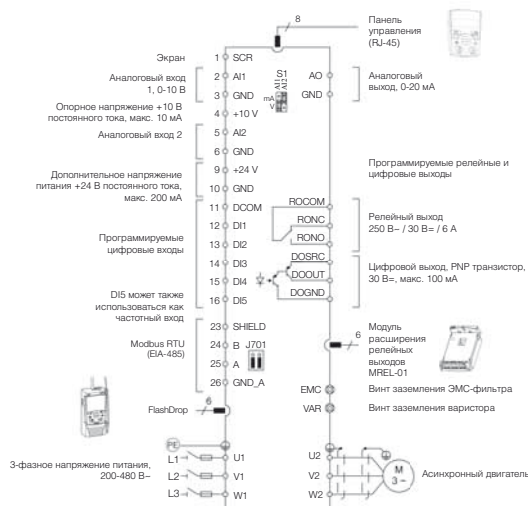 8
Панель
управления
(RJ-45)
Экран
1 SCR
Аналоговый вход
1, 0-10 В
2 AI1
3 GND
S1
AI1
AI2
mA
V
AO
GND
Аналоговый
выход, 0-20 мА
Опорное напряжение +10 В
постоянного тока, макс. 10 мА
4 +10 V
Аналоговый вход 2
5 AI2
6 GND
Дополнительное напряжение
питания +24 В постоянного тока,
макс. 200 мА
9 +24 V
10 GND
Программируемые релейные и
цифровые выходы
Программируемые
цифровые входы
11 DCOM
12 DI1
13 DI2
14 DI3
15 DI4
16 DI5
ROCOM
RONC
RONO
Релейный выход
250 В~ / 30 В= / 6 А
DOSRC
DOOUT
DOGND
Цифровой выход, PNP транзистор,
30 В=, макс. 100 мА
DI5 может также
использоваться как
частотный вход
Modbus RTU
(EIA-485)
23 SHIELD
24 B
J701
25 A
26 GND_A
6
Модуль
расширения
релейных
выходов
MREL-01
EMC
Винт заземления ЭМС-фильтра
VAR
Винт заземления варистора
6
FlashDrop
PE
3-фазное напряжение питания,
200-480 В~
L1
U1
L2
V1
L3
W1
U2
V2
W2
M
3 ~
Асинхронный двигатель